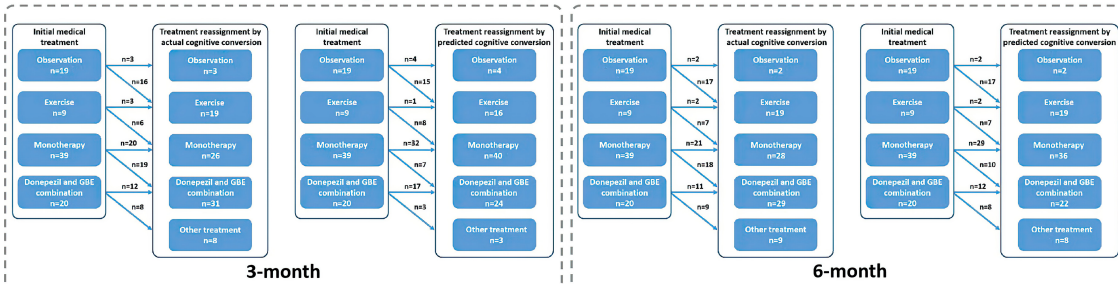 Initial medical
treatment
Treatment reassignment by
actual cognitive conversion
Observation
n=19
n=3
n=16
Observation
n=3
Exercise
n=9
n=3
n=6
Exercise
n=19
Monotherapy
n=39
n=20
n=19
Monotherapy
n=26
Donepezil and GBE
combination
n=20
n=12
n=8
Donepezil and GBE
combination
n=31
Other treatment
n=8
Initial medical
treatment
Treatment reassignment by
predicted cognitive conversion
Observation
n=19
n=4
n=15
Observation
n=4
Exercise
n=9
n=1
n=8
Exercise
n=16
Monotherapy
n=39
n=32
n=7
Monotherapy
n=40
Donepezil and GBE
combination
n=20
n=17
n=3
Donepezil and GBE
combination
n=24
Other treatment
n=3
3-month
Initial medical
treatment
Treatment reassignment by
actual cognitive conversion
Observation
n=19
n=2
n=17
Observation
n=2
Exercise
n=9
n=2
n=7
Exercise
n=19
Monotherapy
n=39
n=21
n=18
Monotherapy
n=28
Donepezil and GBE
combination
n=20
n=11
n=9
Donepezil and GBE
combination
n=29
Other treatment
n=9
Initial medical
treatment
Treatment reassignment by
predicted cognitive conversion
Observation
n=19
n=2
n=17
Observation
n=2
Exercise
n=9
n=2
n=7
Exercise
n=19
Monotherapy
n=39
n=29
n=10
Monotherapy
n=36
Donepezil and GBE
combination
n=20
n=12
n=8
Donepezil and GBE
combination
n=22
Other treatment
n=8
6-month